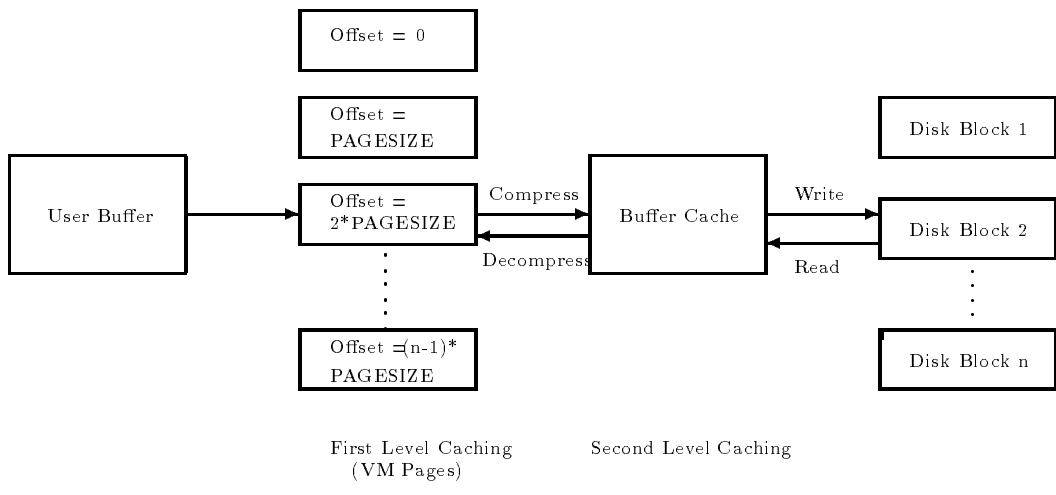 Offset = 0
Offset =
PAGESIZE
Disk Block 1
Offset =
2*PAGESIZE
Compress
Write
User Buffer
Buffer Cache
Disk Block 2
Decompress
Read
Offset =(n-1)*
PAGESIZE
Disk Block n
First Level Caching
(VM Pages)
Second Level Caching